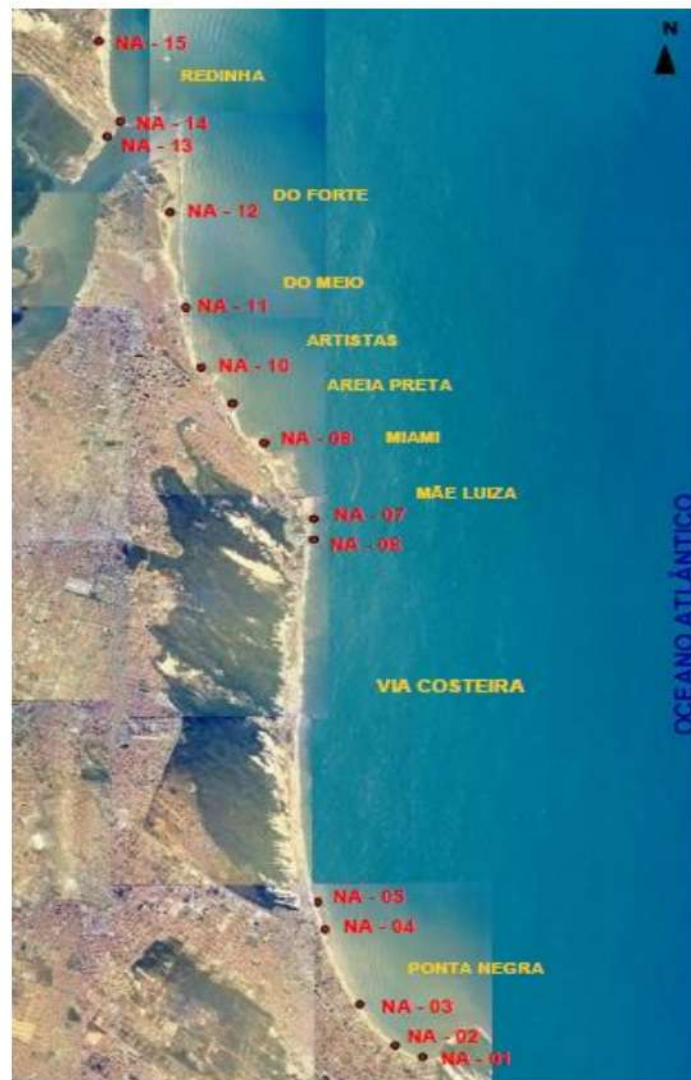 N
NA - 15
REDINHA
NA - 14
NA - 13
DO FORTE
NA - 12
DO MEIO
NA - 11
ARTISTAS
NA - 10
AREIA PRETA
NA - 08
MIAMI
MÃE LUIZA
NA - 07
NA - 06
OCEANO ATLÂNTICO
VIA COSTEIRA
NA - 05
NA - 04
PONTA NEGRA
NA - 03
NA - 02
NA - 01